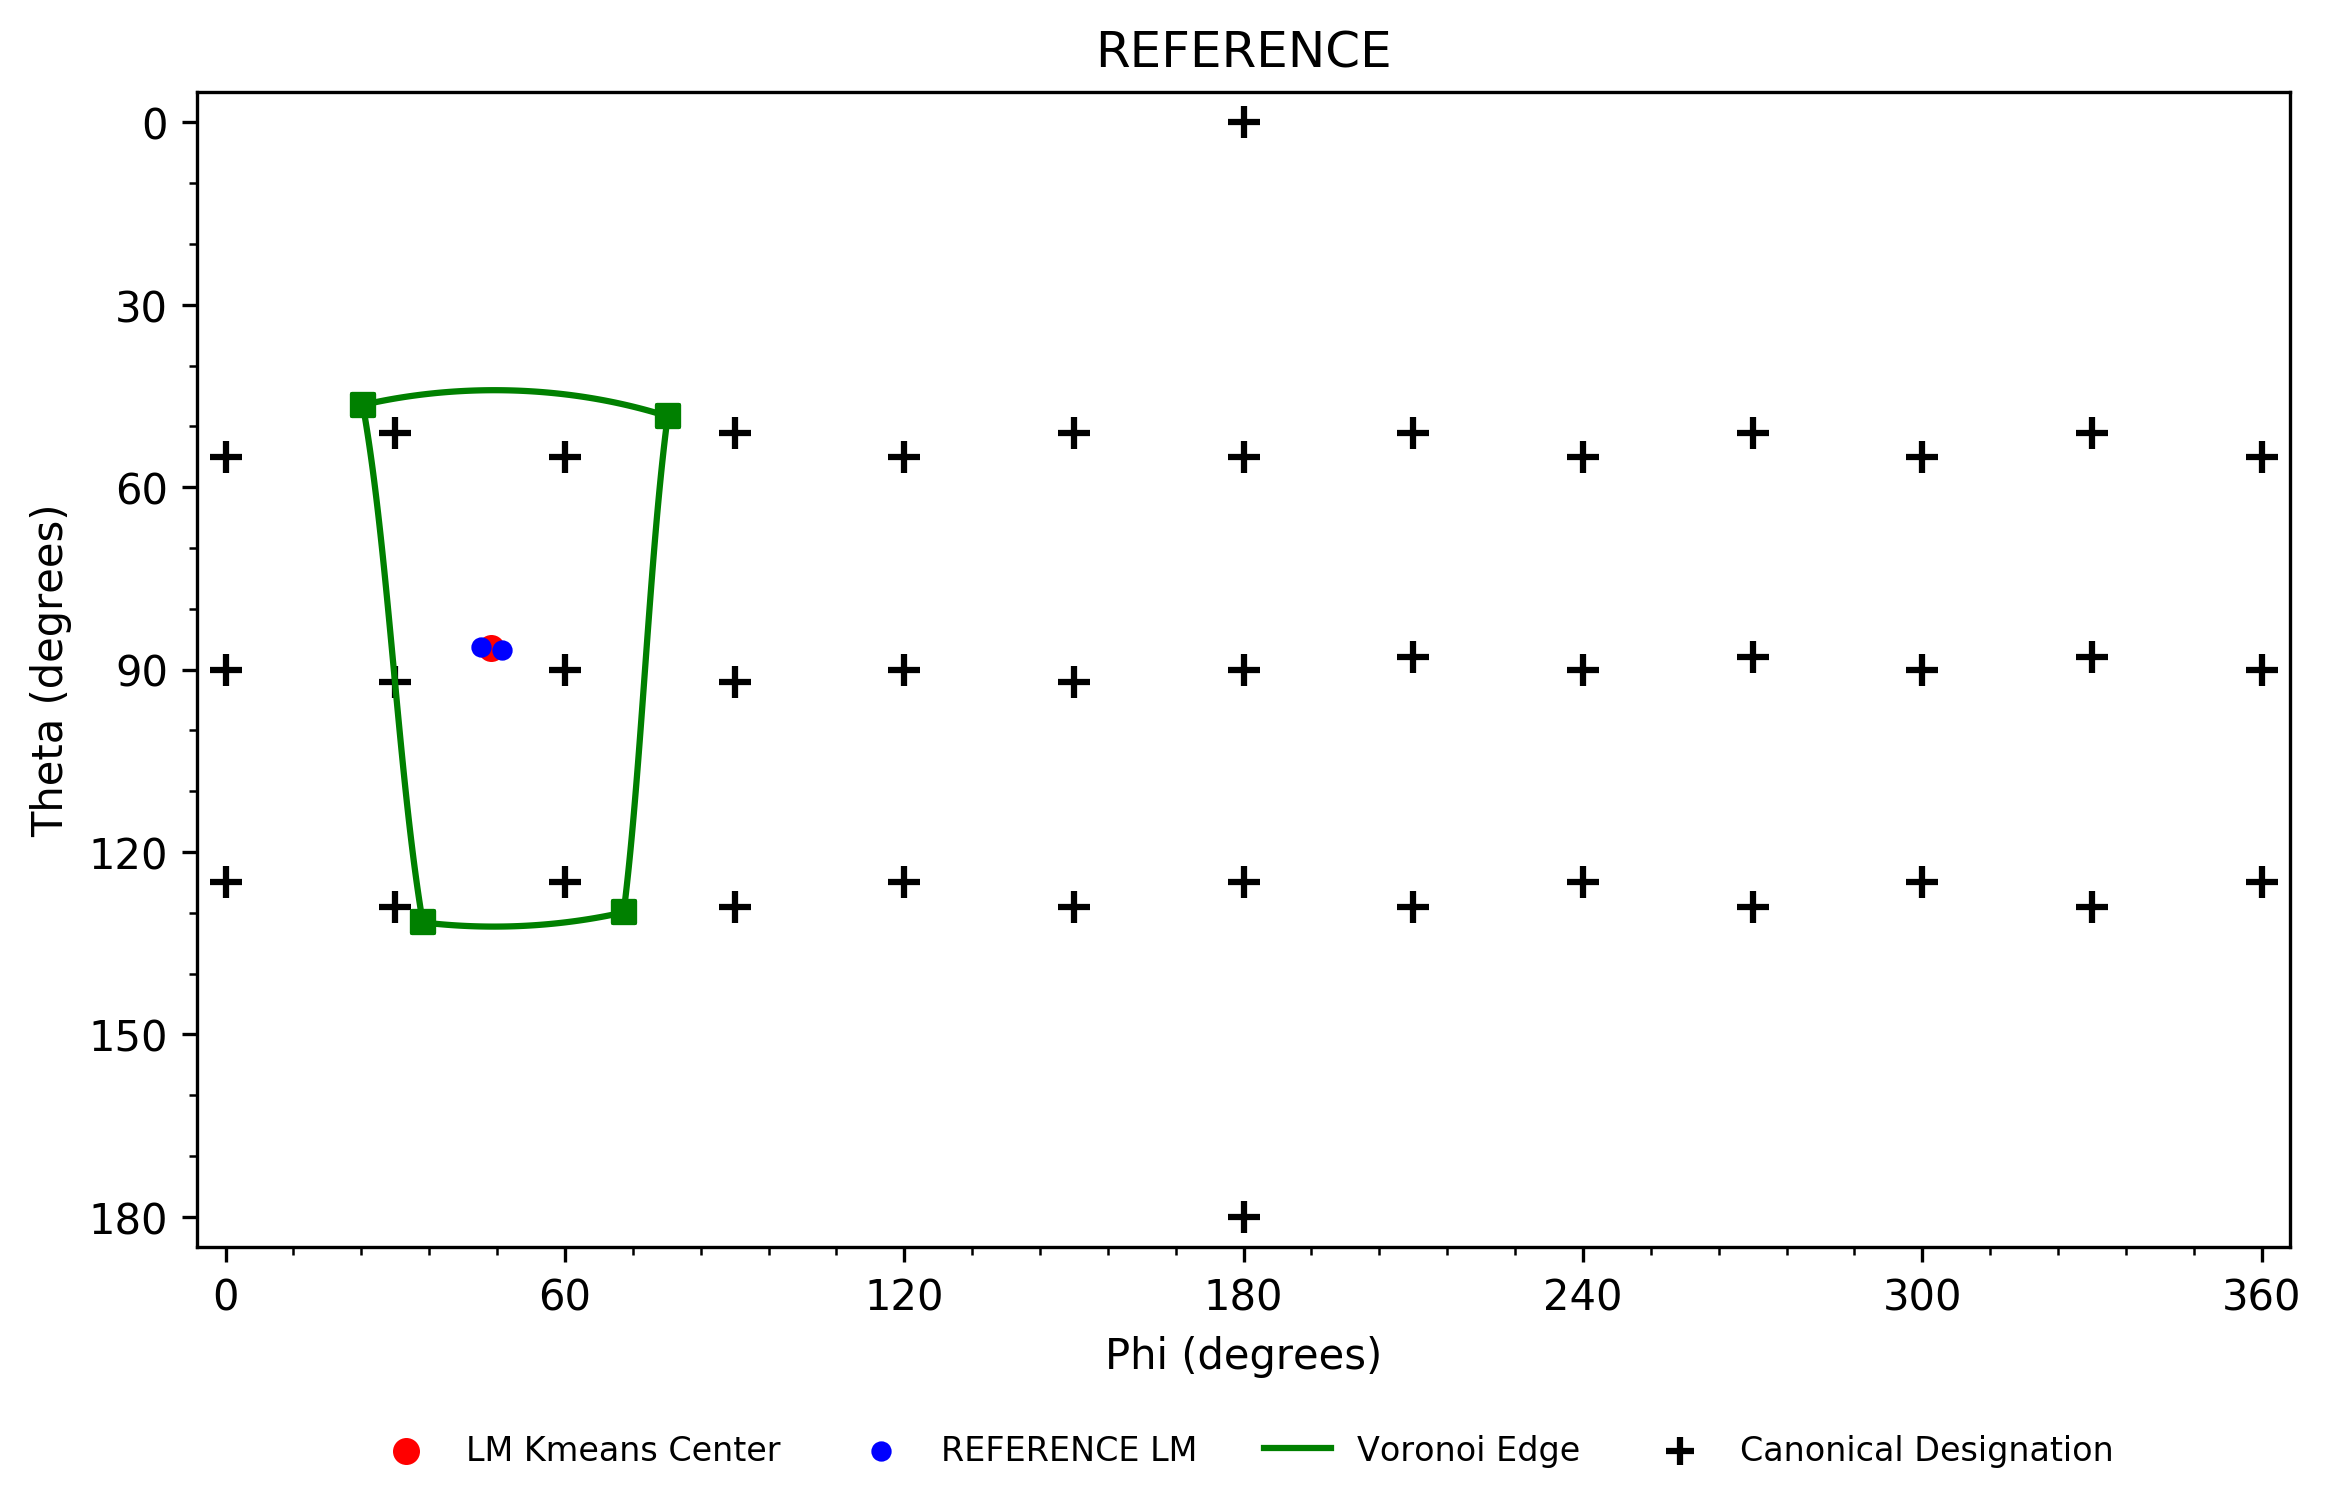 REFERENCE
0
30
60
90
120
150
180
Theta (degrees)
0 60 120 180 240 300 360
Phi (degrees)
LM Kmeans Center REFERENCE LM Voronoi Edge Canonical Designation